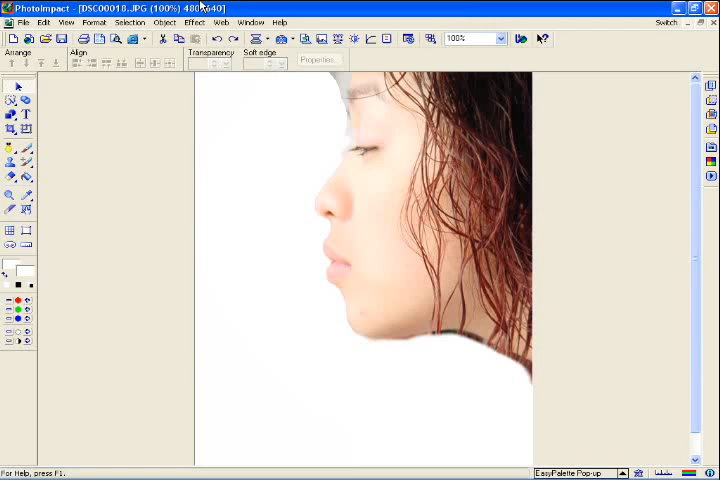 PhotoImpact - [DSC00018.JPG (100%) 480X640]
File Edit Format Selection Object Effect Web Window Help Switch
100%
Arrange Align Transparency Soft edge
Properties...
For Help, press F1. EasyPalette Pop-up